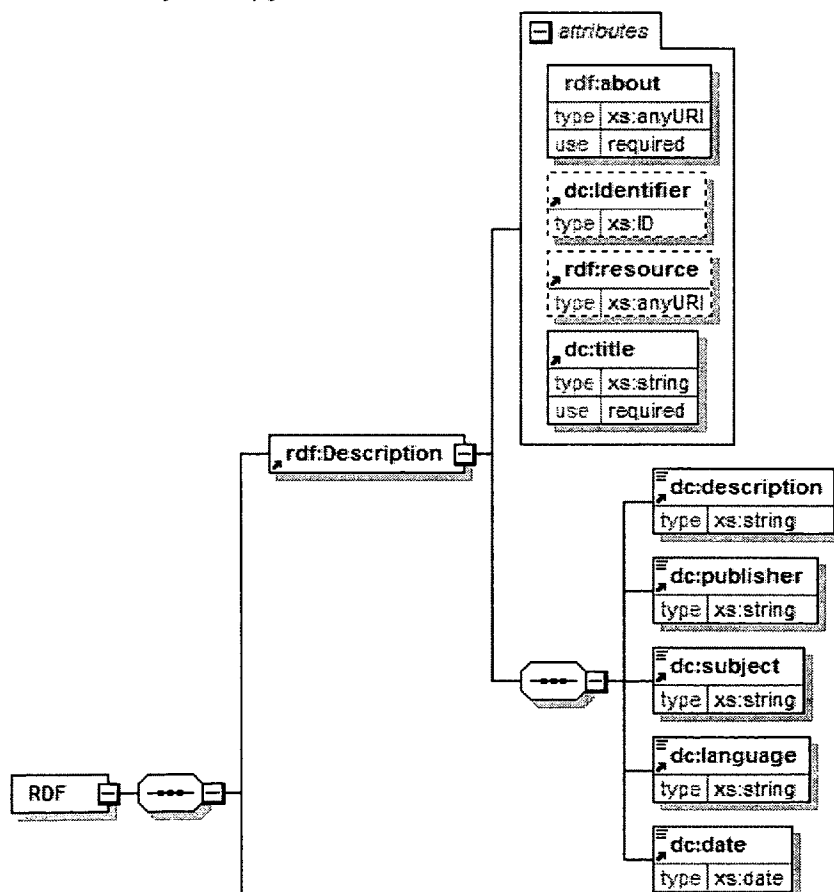 attributes
rdf:about
type xs:anyURI
use required
dc:Identifier
type xs:ID
rdf:resource
type xs:anyURI
dc:title
type xs:string
use required
rdf:Description
dc:description
type xs:string
dc:publisher
type xs:string
dc:subject
type xs:string
dc:language
type xs:string
RDF
dc:date
type xs:date